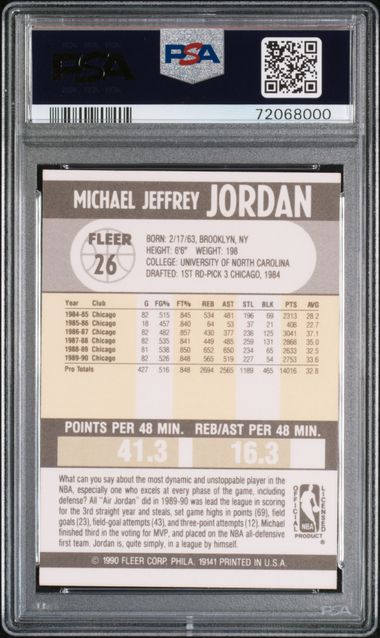 PSA PSA
72068000
MICHAEL JEFFREY JORDAN
FLEER
26
BORN: 2/17/63, BROOKLYN, NY
HEIGHT: 6'6" WEIGHT: 198
COLLEGE: UNIVERSITY OF NORTH CAROLINA
DRAFTED: 1ST RD-PICK 3 CHICAGO, 1984
Year Club G FG% FT% REB AST STL BLK PTS AVG
1984-85 Chicago 82 .515 .845 534 481 196 69 2313 28.2
1985-86 Chicago 18 .457 .840 64 53 37 21 408 22.7
1986-87 Chicago 82 .482 .857 430 377 236 125 3041 37.1
1987-88 Chicago 82 .535 .841 449 485 259 131 2868 35.0
1988-89 Chicago 81 .538 .850 652 650 234 65 2633 32.5
1989-90 Chicago 82 .526 .848 565 519 227 54 2753 33.6
Pro Totals 427 .516 .848 2694 2565 1189 465 14016 32.8
POINTS PER 48 MIN. REB/AST PER 48 MIN.
41.3 16.3
What can you say about the most dynamic and unstoppable player in the
NBA, especially one who excels at every phase of the game, including
defense? All "Air Jordan" did in 1989-90 was lead the league in scoring
for the 3rd straight year and steals, set game highs in points (69), field
goals (23), field-goal attempts (43), and three-point attempts (12). Michael
finished third in the voting for MVP, and placed on the NBA all-defensive
first team. Jordan is, quite simply, in a league by himself.
OFFICIAL LICENSED
NBA
PRODUCT
© 1990 FLEER CORP. PHILA. 19141 PRINTED IN U.S.A.
PSA